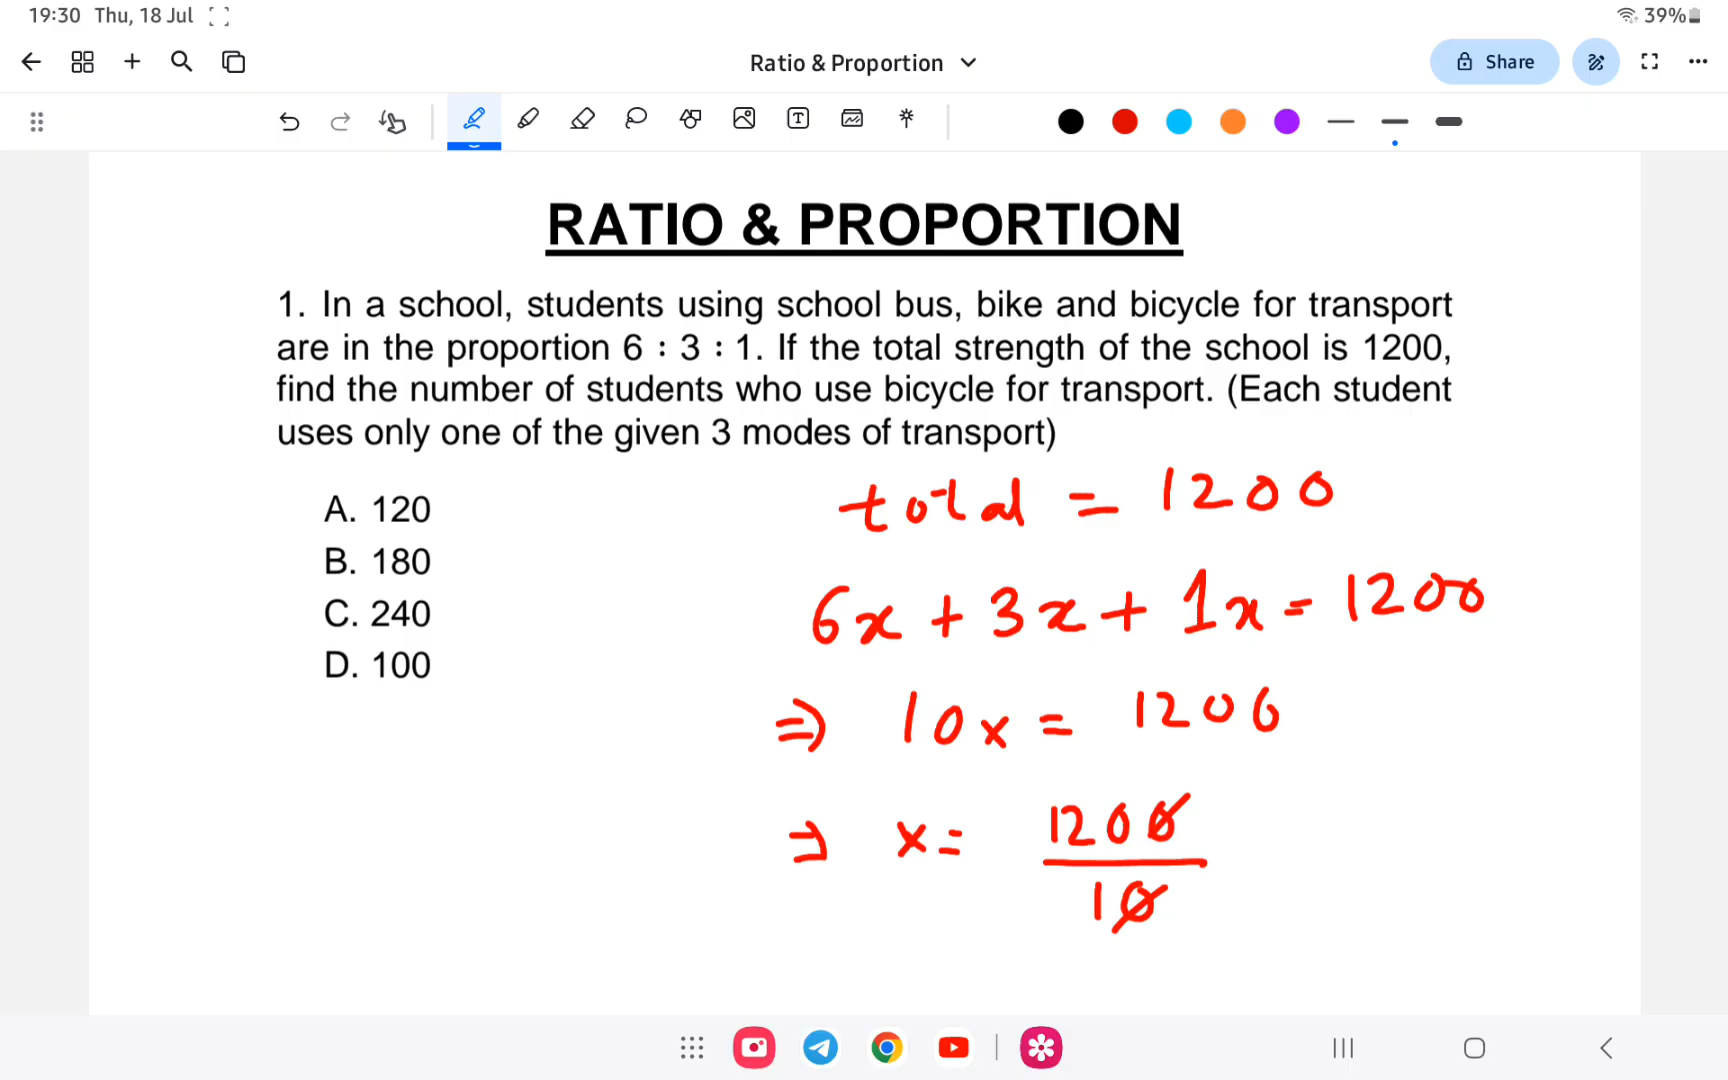 19:30 Thu, 18 Jul
39%
Ratio & Proportion
Share
RATIO & PROPORTION
1. In a school, students using school bus, bike and bicycle for transport
are in the proportion 6 : 3 : 1. If the total strength of the school is 1200,
find the number of students who use bicycle for transport. (Each student
uses only one of the given 3 modes of transport)
A. 120
B. 180
C. 240
D. 100
total = 1200
6x + 3x + 1x = 1200
⇒ 10x = 1200
⇒ x = 1200
10